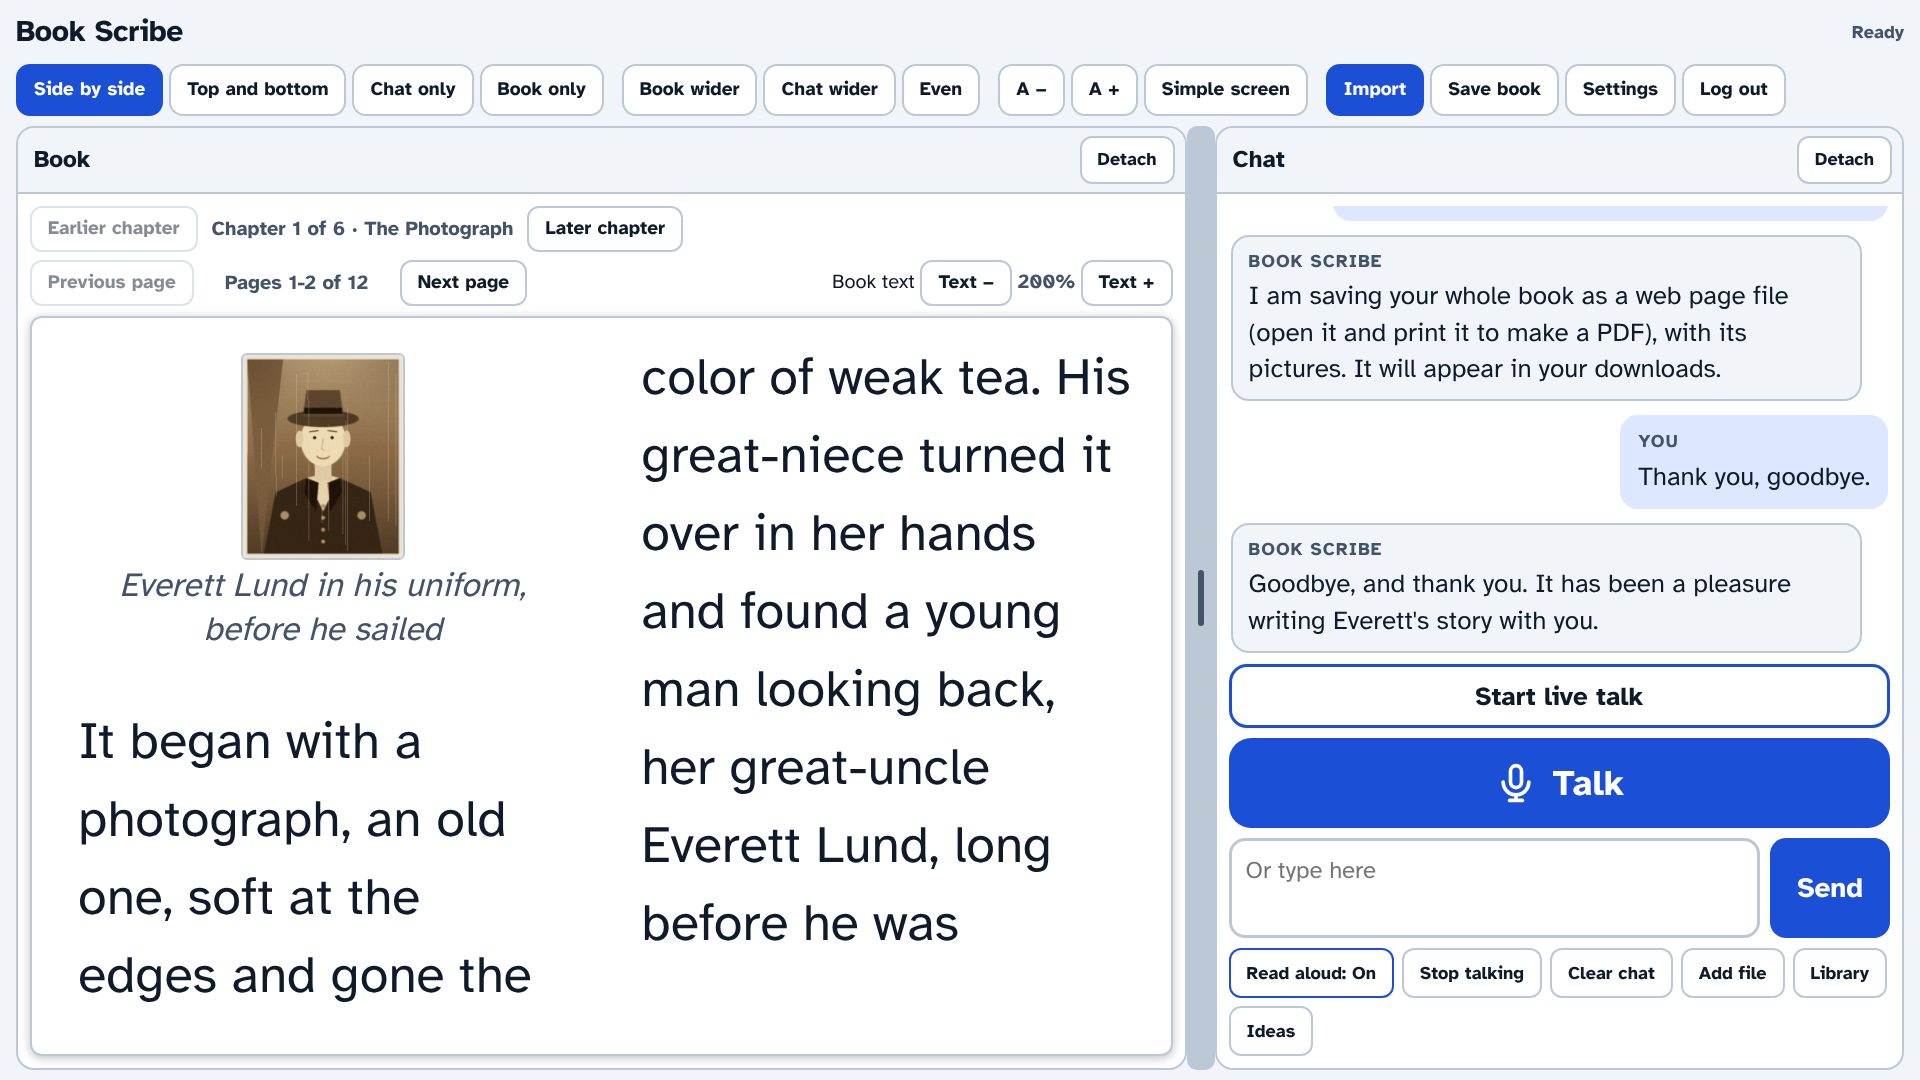 Book Scribe
Ready
Side by side
Top and bottom
Chat only
Book only
Book wider
Chat wider
Even
A −
A +
Simple screen
Import
Save book
Settings
Log out
Book
Detach
Earlier chapter
Chapter 1 of 6 · The Photograph
Later chapter
Previous page
Pages 1-2 of 12
Next page
Book text
Text −
200%
Text +
Everett Lund in his uniform,
before he sailed
It began with a
photograph, an old
one, soft at the
edges and gone the
color of weak tea. His
great-niece turned it
over in her hands
and found a young
man looking back,
her great-uncle
Everett Lund, long
before he was
Chat
Detach
BOOK SCRIBE
I am saving your whole book as a web page file
(open it and print it to make a PDF), with its
pictures. It will appear in your downloads.
YOU
Thank you, goodbye.
BOOK SCRIBE
Goodbye, and thank you. It has been a pleasure
writing Everett's story with you.
Start live talk
Talk
Or type here
Send
Read aloud: On
Stop talking
Clear chat
Add file
Library
Ideas